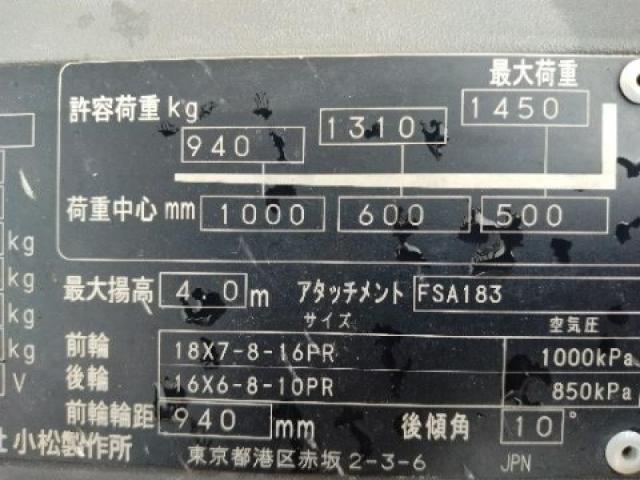 最大荷重
許容荷重 kg 940 1310 1450
荷重中心 mm 1000 600 500
kg
最大揚高 4.0 m アタッチメント FSA183
kg
サイズ 空気圧
kg
前輪 18X7-8-16PR 1000kPa
kg
後輪 16X6-8-10PR 850kPa
V
前輪輪距 940 mm 後傾角 10°
社 小松製作所 東京都港区赤坂 2-3-6 JPN